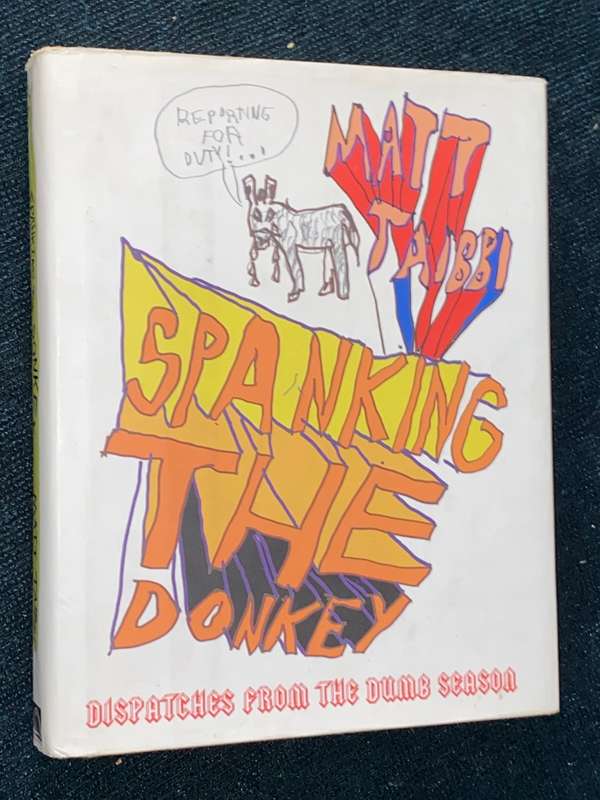 REPORTING
FOR
DUTY!...!
MATT
TAIBBI
SPANKING
THE
DONKEY
DISPATCHES FROM THE DUMB SEASON